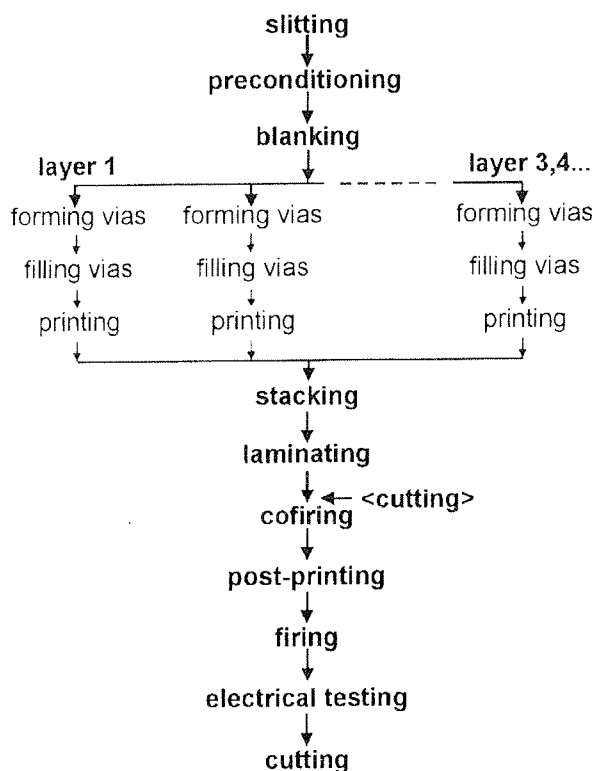 slitting
preconditioning
blanking
layer 1
layer 3,4...
forming vias
forming vias
forming vias
filling vias
filling vias
filling vias
printing
printing
printing
stacking
laminating
<cutting>
cofiring
post-printing
firing
electrical testing
cutting